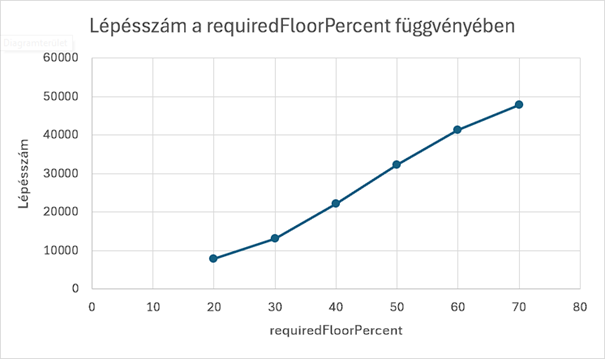 Lépésszám a requiredFloorPercent függvényében
Diagramterület
60000
50000
40000
30000
20000
10000
0
Lépésszám
0 10 20 30 40 50 60 70 80
requiredFloorPercent